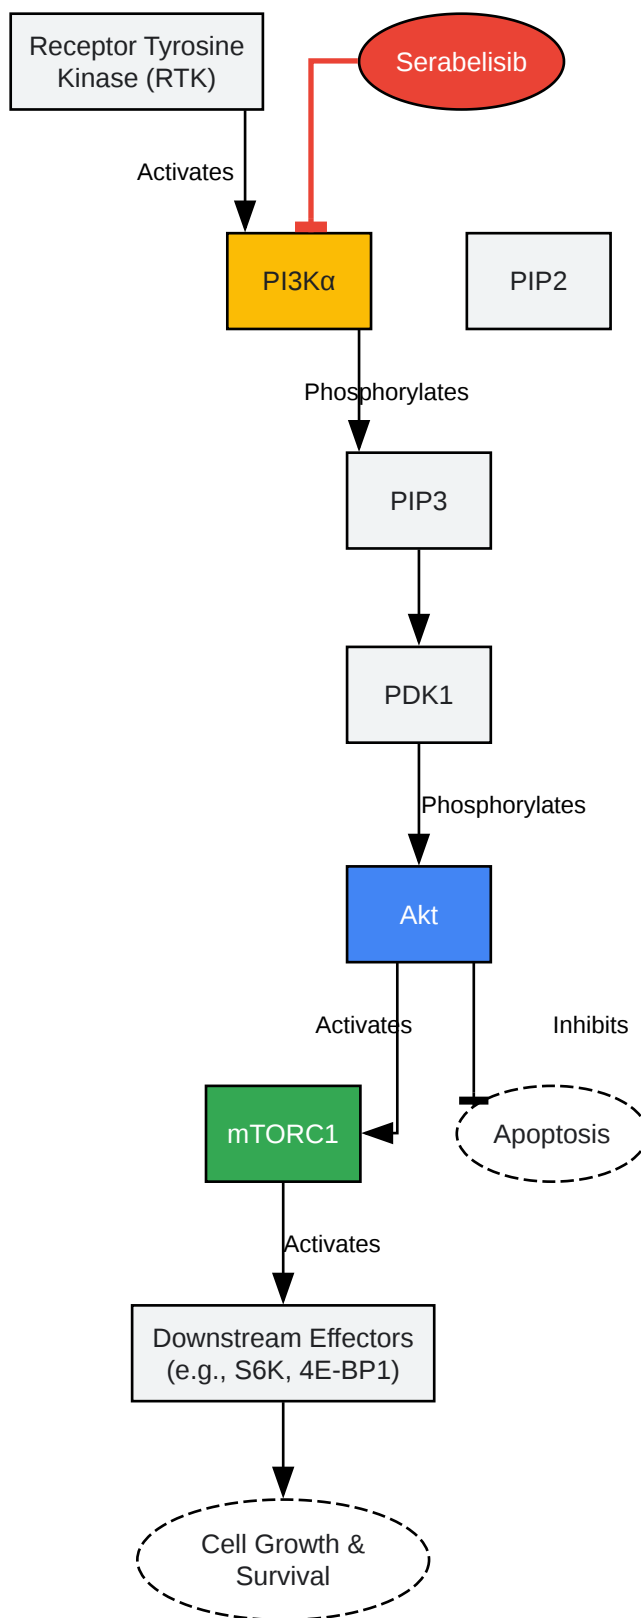 Receptor Tyrosine
Kinase (RTK)
Serabelisib
Activates
PI3Kα
PIP2
Phosphorylates
PIP3
PDK1
Phosphorylates
Akt
Activates
Inhibits
mTORC1
Apoptosis
Activates
Downstream Effectors
(e.g., S6K, 4E-BP1)
Cell Growth &
Survival